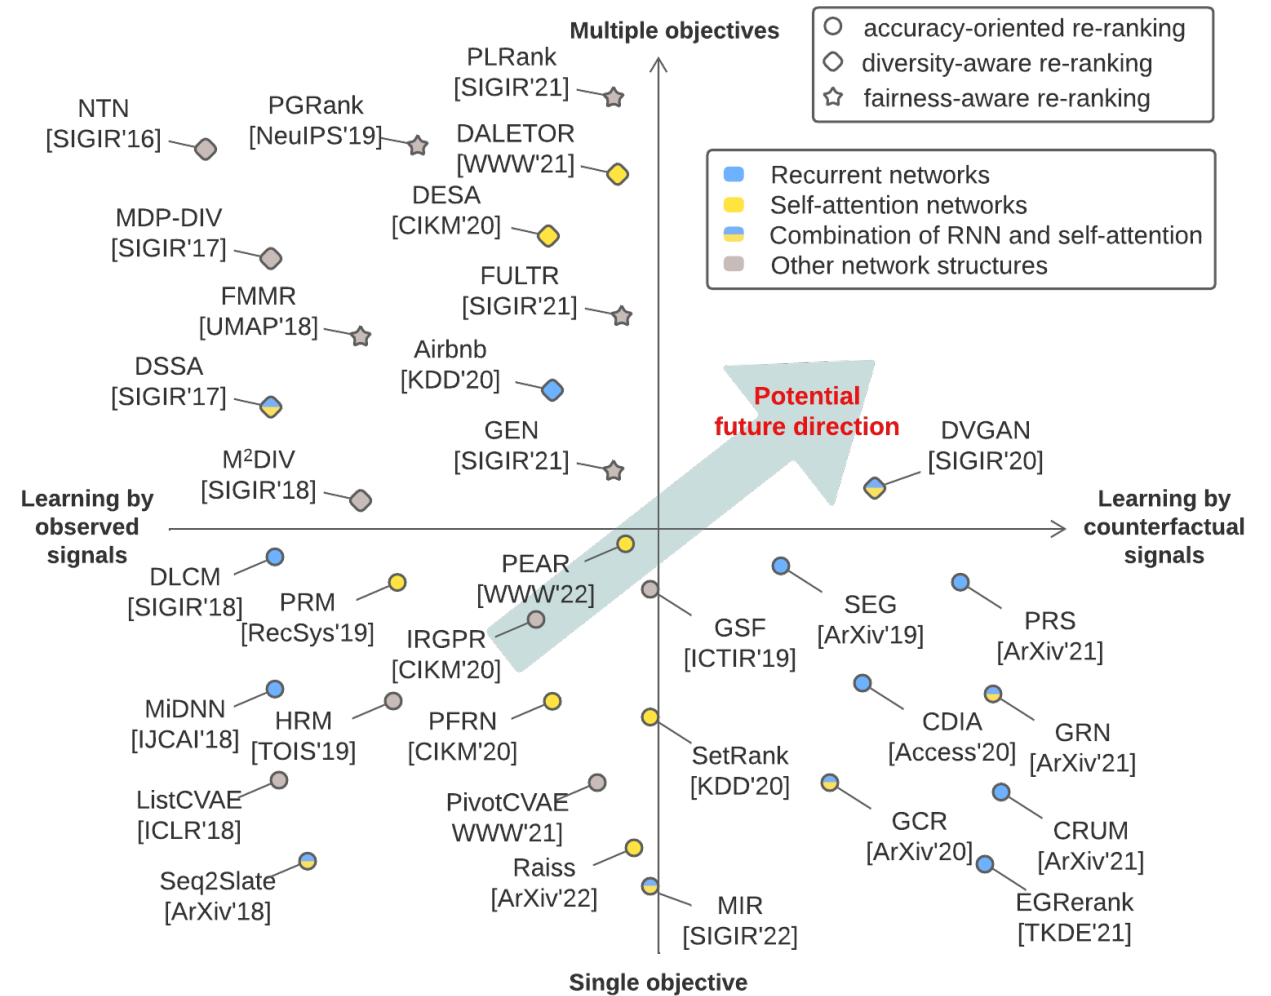 Multiple objectives
accuracy-oriented re-ranking
diversity-aware re-ranking
fairness-aware re-ranking
Recurrent networks
Self-attention networks
Combination of RNN and self-attention
Other network structures
PLRank
[SIGIR'21]
NTN
[SIGIR'16]
PGRank
[NeuIPS'19]
DALETOR
[WWW'21]
DESA
[CIKM'20]
MDP-DIV
[SIGIR'17]
FULTR
[SIGIR'21]
FMMR
[UMAP'18]
Airbnb
[KDD'20]
DSSA
[SIGIR'17]
Potential
future direction
GEN
[SIGIR'21]
DVGAN
[SIGIR'20]
M²DIV
[SIGIR'18]
Learning by
observed
signals
Learning by
counterfactual
signals
DLCM
[SIGIR'18]
PRM
[RecSys'19]
PEAR
[WWW'22]
IRGPR
[CIKM'20]
GSF
[ICTIR'19]
SEG
[ArXiv'19]
PRS
[ArXiv'21]
MiDNN
[IJCAI'18]
HRM
[TOIS'19]
PFRN
[CIKM'20]
SetRank
[KDD'20]
CDIA
[Access'20]
GRN
[ArXiv'21]
ListCVAE
[ICLR'18]
PivotCVAE
WWW'21]
GCR
[ArXiv'20]
CRUM
[ArXiv'21]
Seq2Slate
[ArXiv'18]
Raiss
[ArXiv'22]
MIR
[SIGIR'22]
EGRerank
[TKDE'21]
Single objective